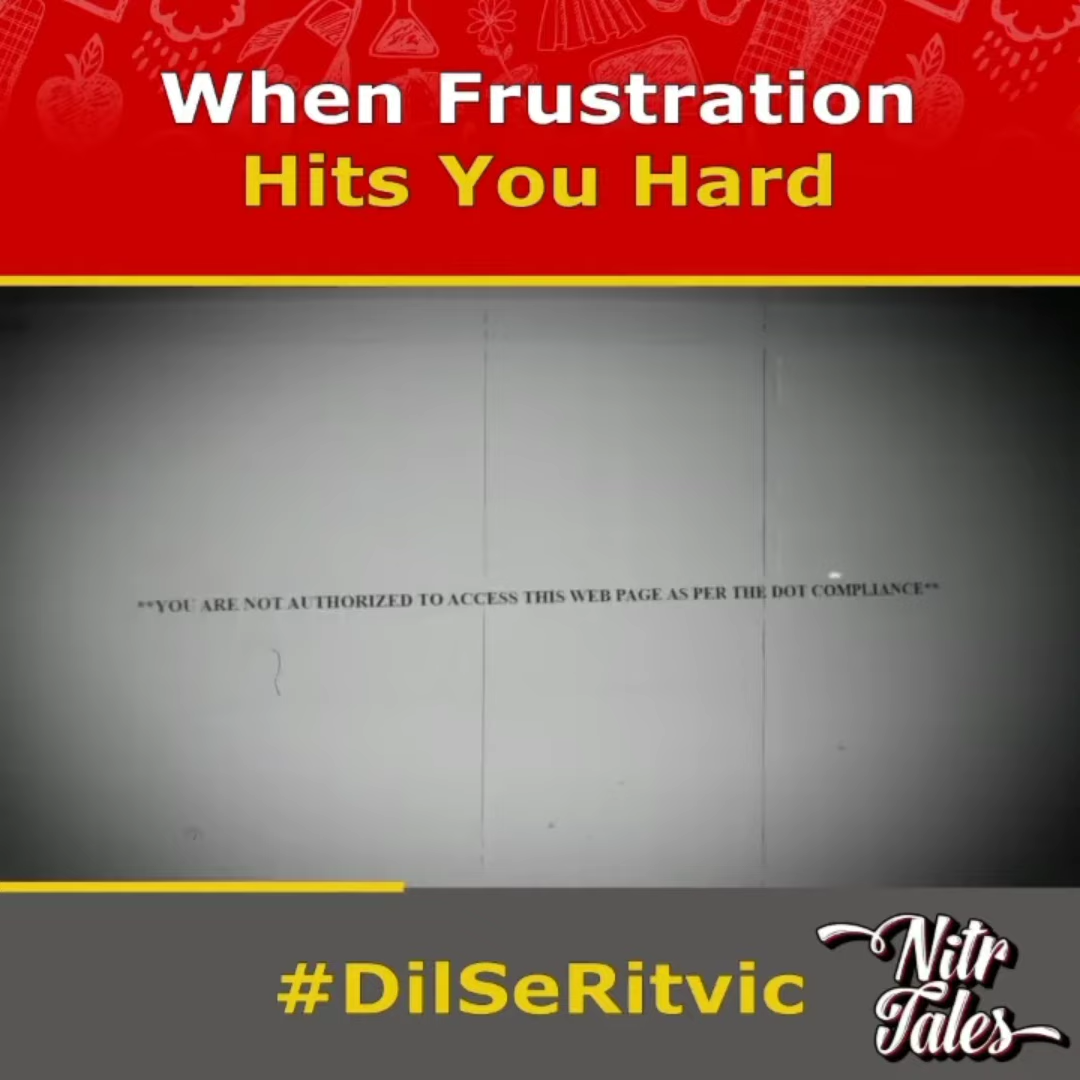 When Frustration
Hits You Hard
**YOU ARE NOT AUTHORIZED TO ACCESS THIS WEB PAGE AS PER THE DOT COMPLIANCE**
#DilSeRitvic
Nitr
Tales